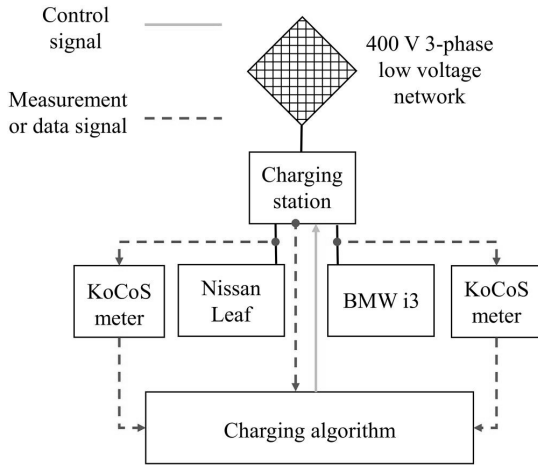 Control
signal
400 V 3-phase
low voltage
network
Measurement
or data signal
Charging
station
KoCoS
meter
Nissan
Leaf
BMW i3
KoCoS
meter
Charging algorithm